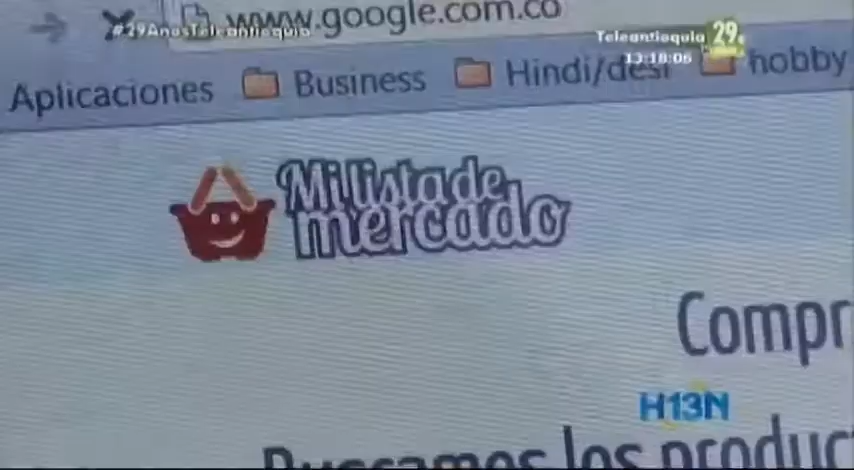 www.google.com.co
#29AñosTeleantioquia
Teleantioquia 29
13:18:06
Aplicaciones Business Hindi/desi hobby
Mi lista de
mercado
Compr
H13N
Buscamos los product